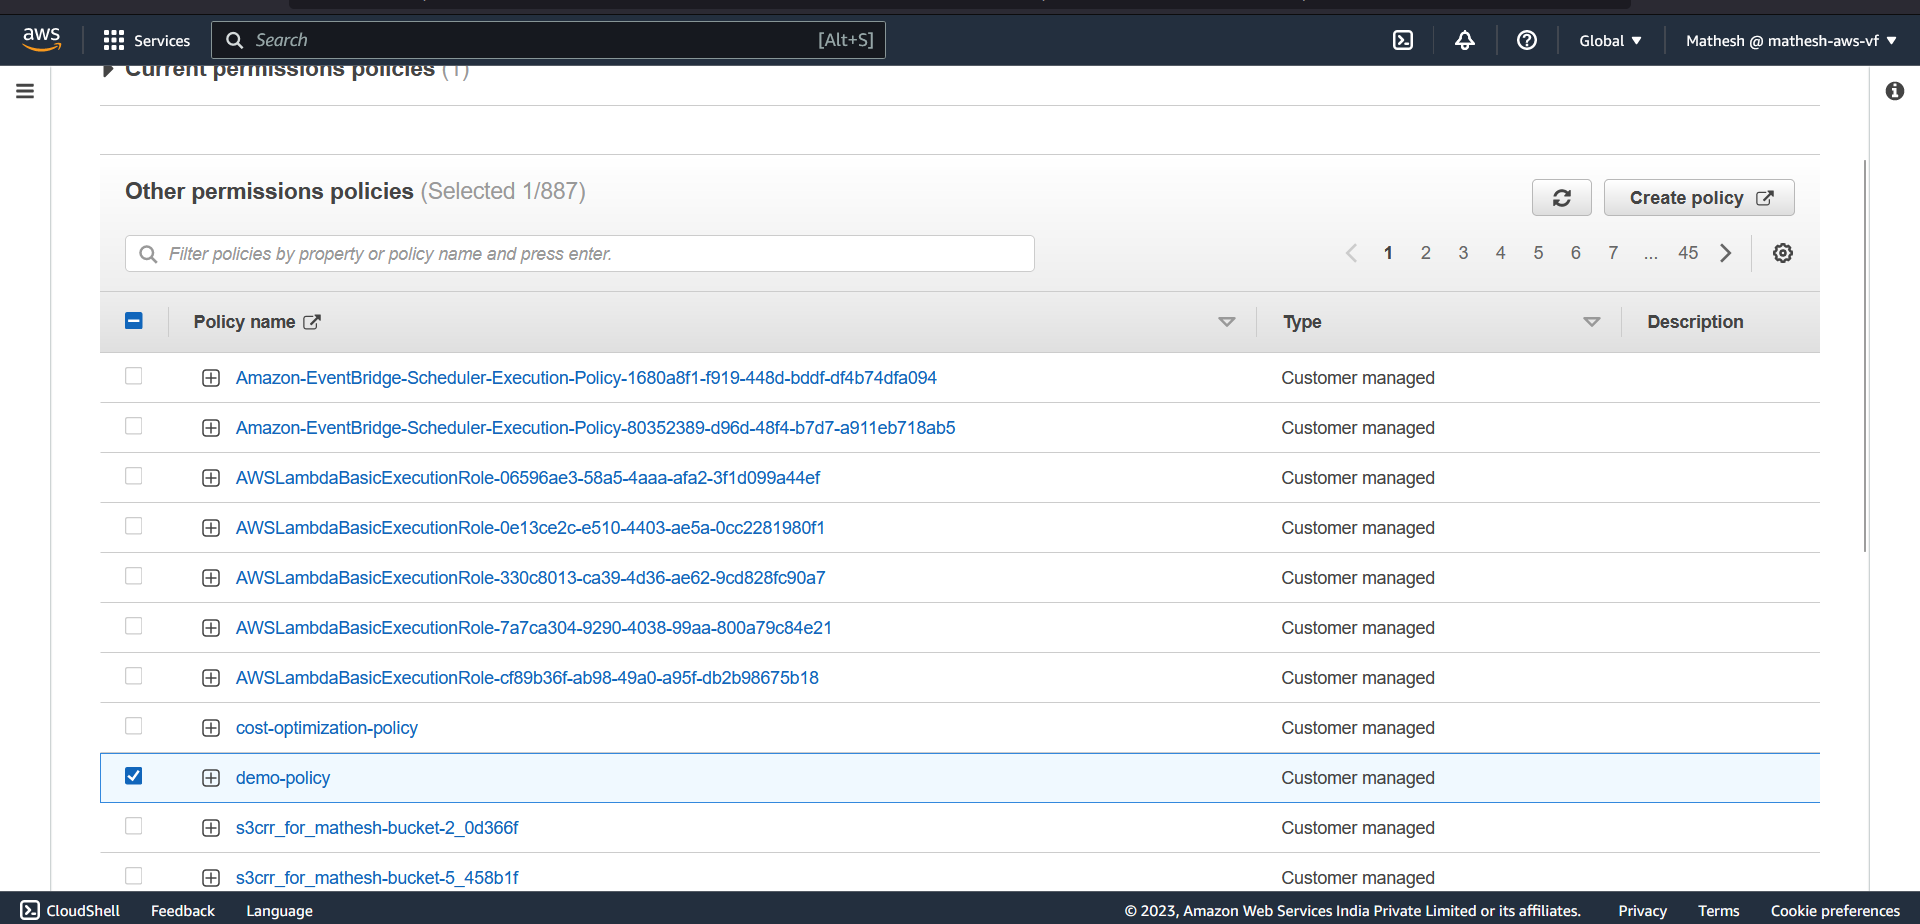 aws
Services
Search
[Alt+S]
Global
Mathesh @ mathesh-aws-vf
Current permissions policies (1)
Other permissions policies (Selected 1/887)
Create policy
Filter policies by property or policy name and press enter.
1 2 3 4 5 6 7 ... 45
Policy name
Type
Description
Amazon-EventBridge-Scheduler-Execution-Policy-1680a8f1-f919-448d-bddf-df4b74dfa094 Customer managed
Amazon-EventBridge-Scheduler-Execution-Policy-80352389-d96d-48f4-b7d7-a911eb718ab5 Customer managed
AWSLambdaBasicExecutionRole-06596ae3-58a5-4aaa-afa2-3f1d099a44ef Customer managed
AWSLambdaBasicExecutionRole-0e13ce2c-e510-4403-ae5a-0cc2281980f1 Customer managed
AWSLambdaBasicExecutionRole-330c8013-ca39-4d36-ae62-9cd828fc90a7 Customer managed
AWSLambdaBasicExecutionRole-7a7ca304-9290-4038-99aa-800a79c84e21 Customer managed
AWSLambdaBasicExecutionRole-cf89b36f-ab98-49a0-a95f-db2b98675b18 Customer managed
cost-optimization-policy Customer managed
demo-policy Customer managed
s3crr_for_mathesh-bucket-2_0d366f Customer managed
s3crr_for_mathesh-bucket-5_458b1f Customer managed
CloudShell
Feedback
Language
© 2023, Amazon Web Services India Private Limited or its affiliates.
Privacy
Terms
Cookie preferences